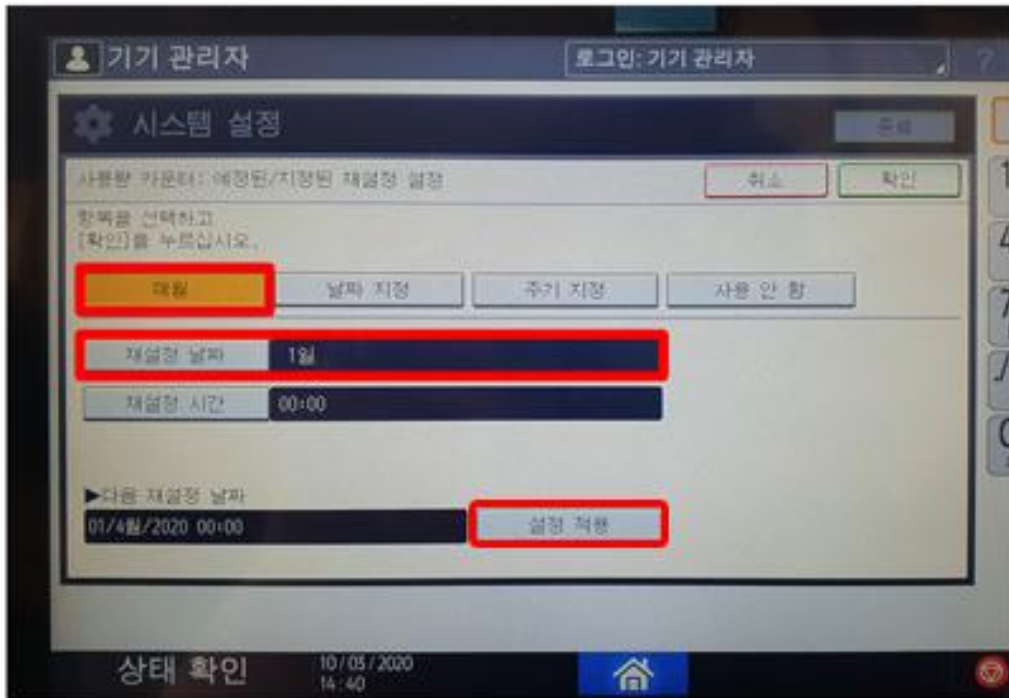 기기 관리자
로그인: 기기 관리자
?
시스템 설정
종료
사용량 카운터: 예정된/지정된 재설정 설정
취소
확인
항목을 선택하고
[확인]를 누르십시오.
매월
날짜 지정
주기 지정
사용 안 함
재설정 날짜
1일
재설정 시간
00:00
▶다음 재설정 날짜
01/4월/2020 00:00
설정 적용
상태 확인
10/03/2020
14:40